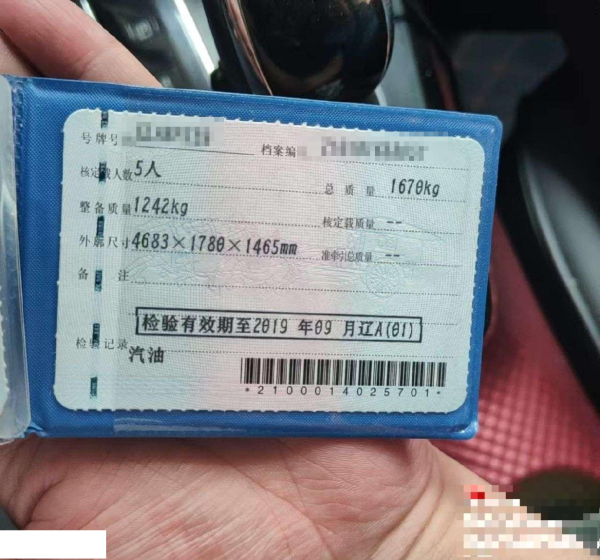 号牌号
档案编
核定载人数 5人
总质量 1670kg
整备质量 1242kg
核定载质量 --
外廓尺寸 4683×1780×1465mm
准牵引总质量 --
备注
检验有效期至2019年09月辽A(01)
检验记录
汽油
*2100014025701*